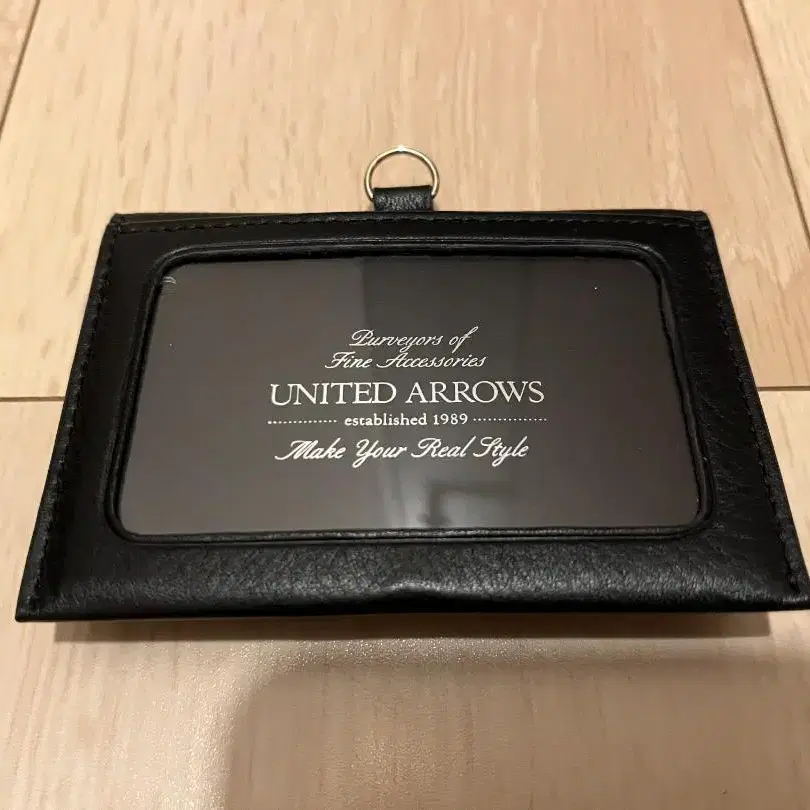 Purveyors of
Fine Accessories
UNITED ARROWS
established 1989
Make Your Real Style